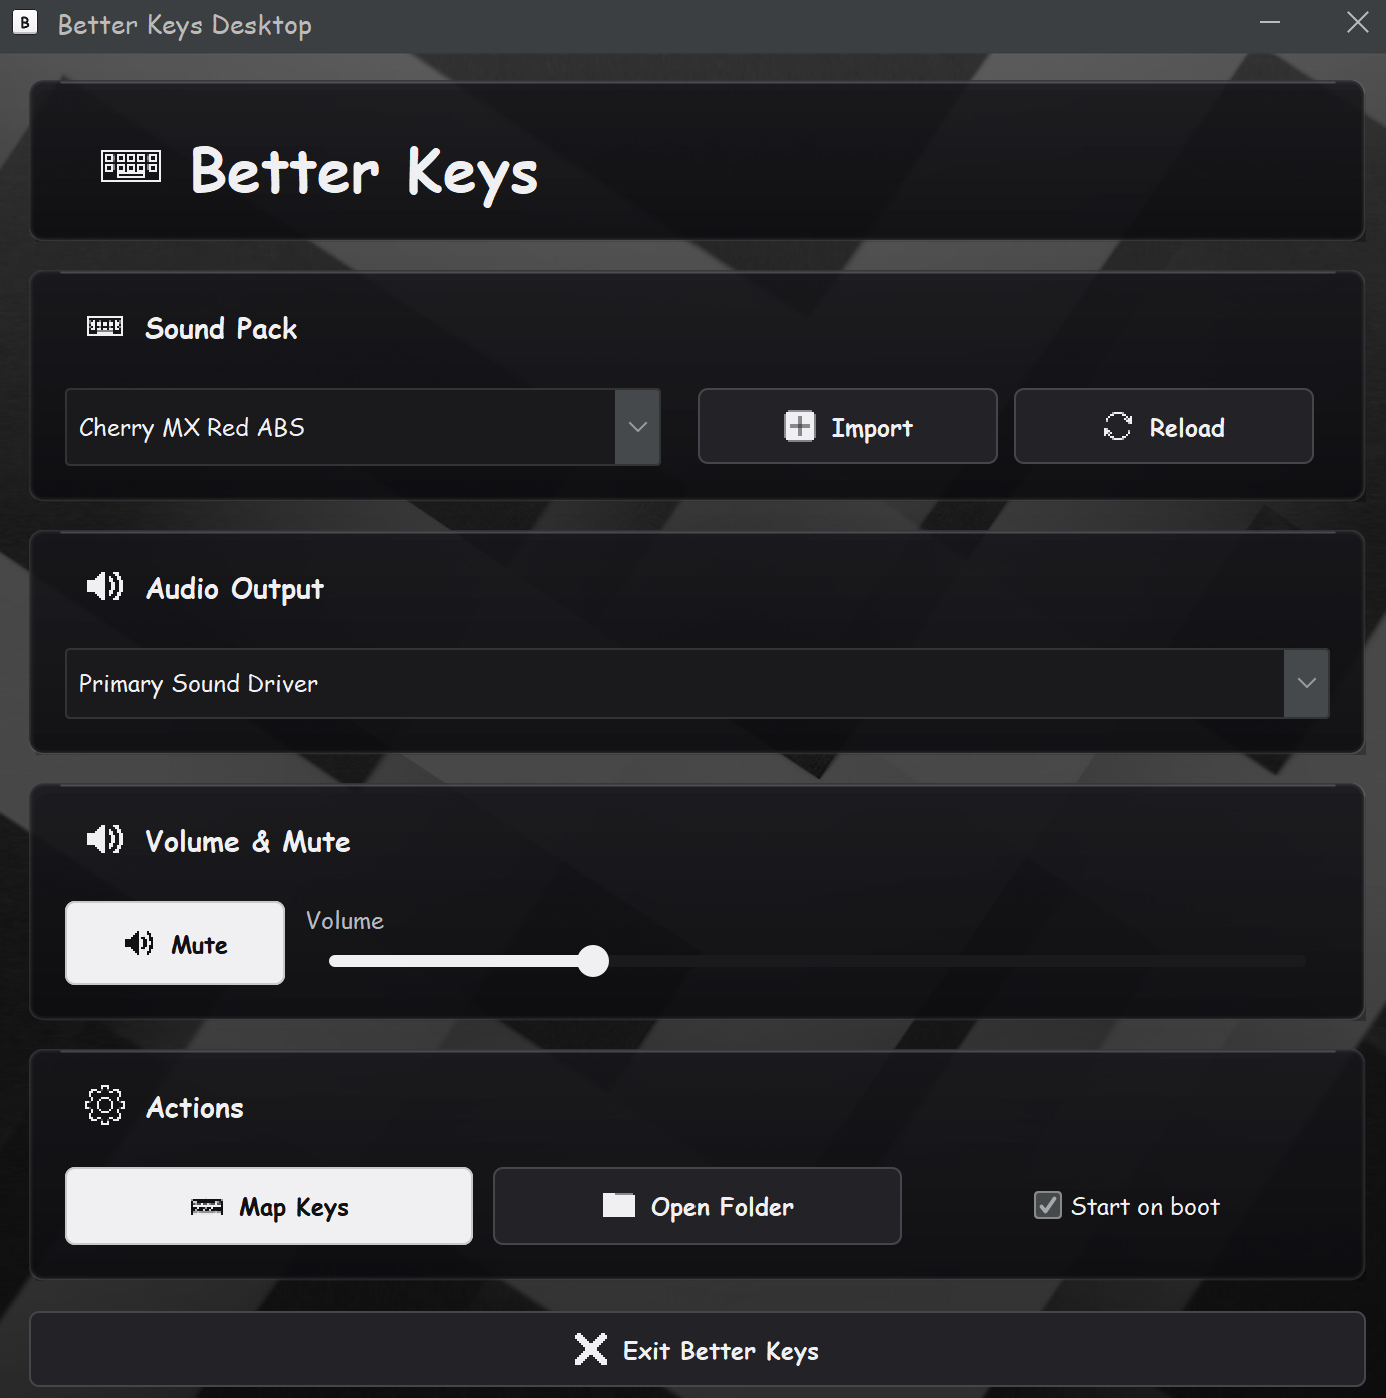 B Better Keys Desktop
Better Keys
Sound Pack
Cherry MX Red ABS
Import
Reload
Audio Output
Primary Sound Driver
Volume & Mute
Mute
Volume
Actions
Map Keys
Open Folder
Start on boot
Exit Better Keys